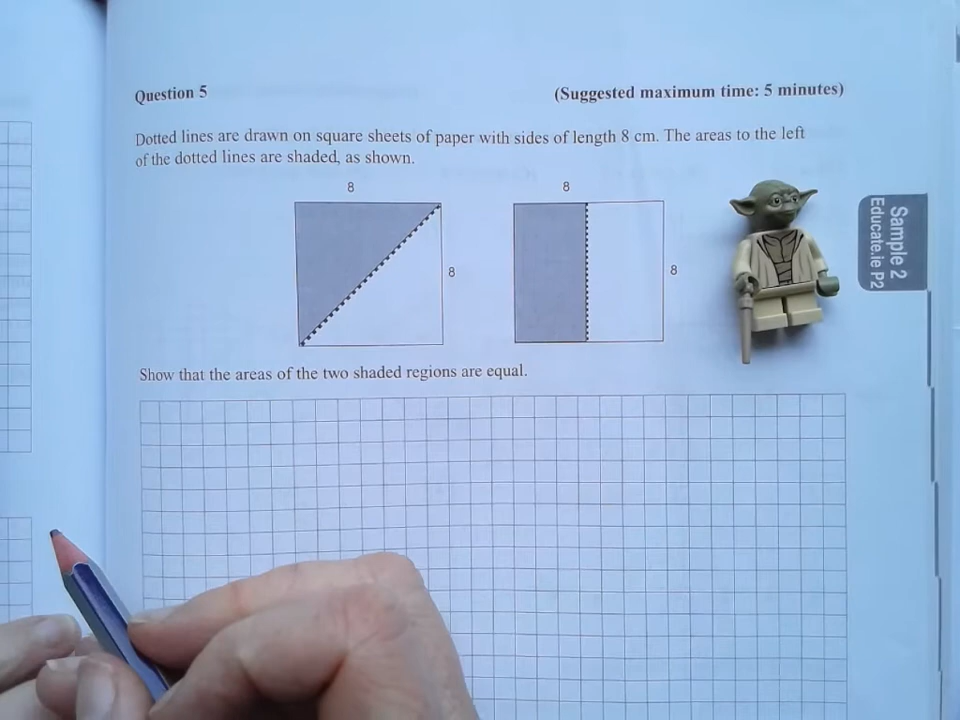 Question 5
(Suggested maximum time: 5 minutes)
Dotted lines are drawn on square sheets of paper with sides of length 8 cm. The areas to the left
of the dotted lines are shaded, as shown.
8
8
8
8
Show that the areas of the two shaded regions are equal.
Sample 2
Educate.ie P2